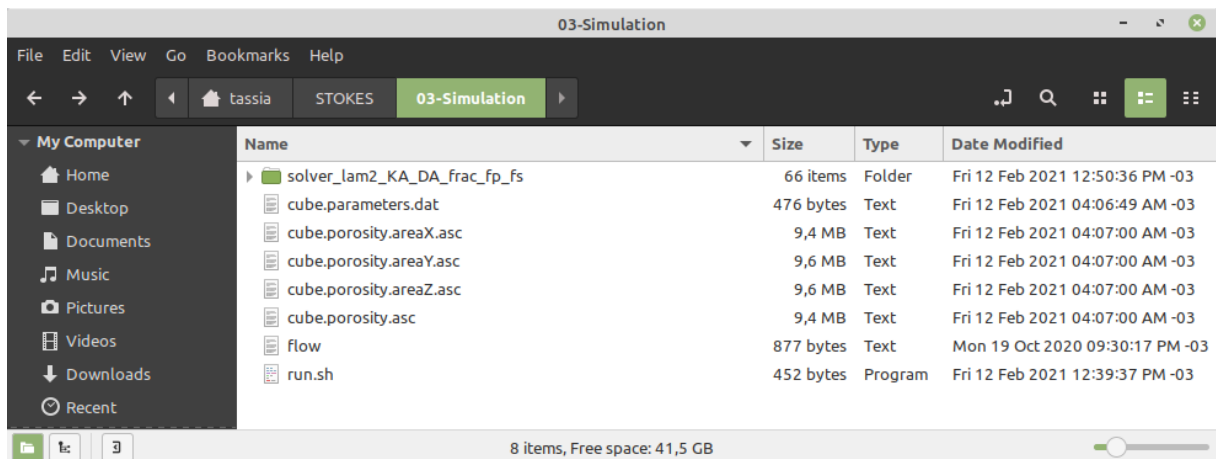 03-Simulation
File Edit View Go Bookmarks Help
tassia STOKES 03-Simulation
My Computer
Home
Desktop
Documents
Music
Pictures
Videos
Downloads
Recent
Name Size Type Date Modified
solver_lam2_KA_DA_frac_fp_fs 66 items Folder Fri 12 Feb 2021 12:50:36 PM -03
cube.parameters.dat 476 bytes Text Fri 12 Feb 2021 04:06:49 AM -03
cube.porosity.areaX.asc 9,4 MB Text Fri 12 Feb 2021 04:07:00 AM -03
cube.porosity.areaY.asc 9,6 MB Text Fri 12 Feb 2021 04:07:00 AM -03
cube.porosity.areaZ.asc 9,6 MB Text Fri 12 Feb 2021 04:07:00 AM -03
cube.porosity.asc 9,4 MB Text Fri 12 Feb 2021 04:07:00 AM -03
flow 877 bytes Text Mon 19 Oct 2020 09:30:17 PM -03
run.sh 452 bytes Program Fri 12 Feb 2021 12:39:37 PM -03
8 items, Free space: 41,5 GB